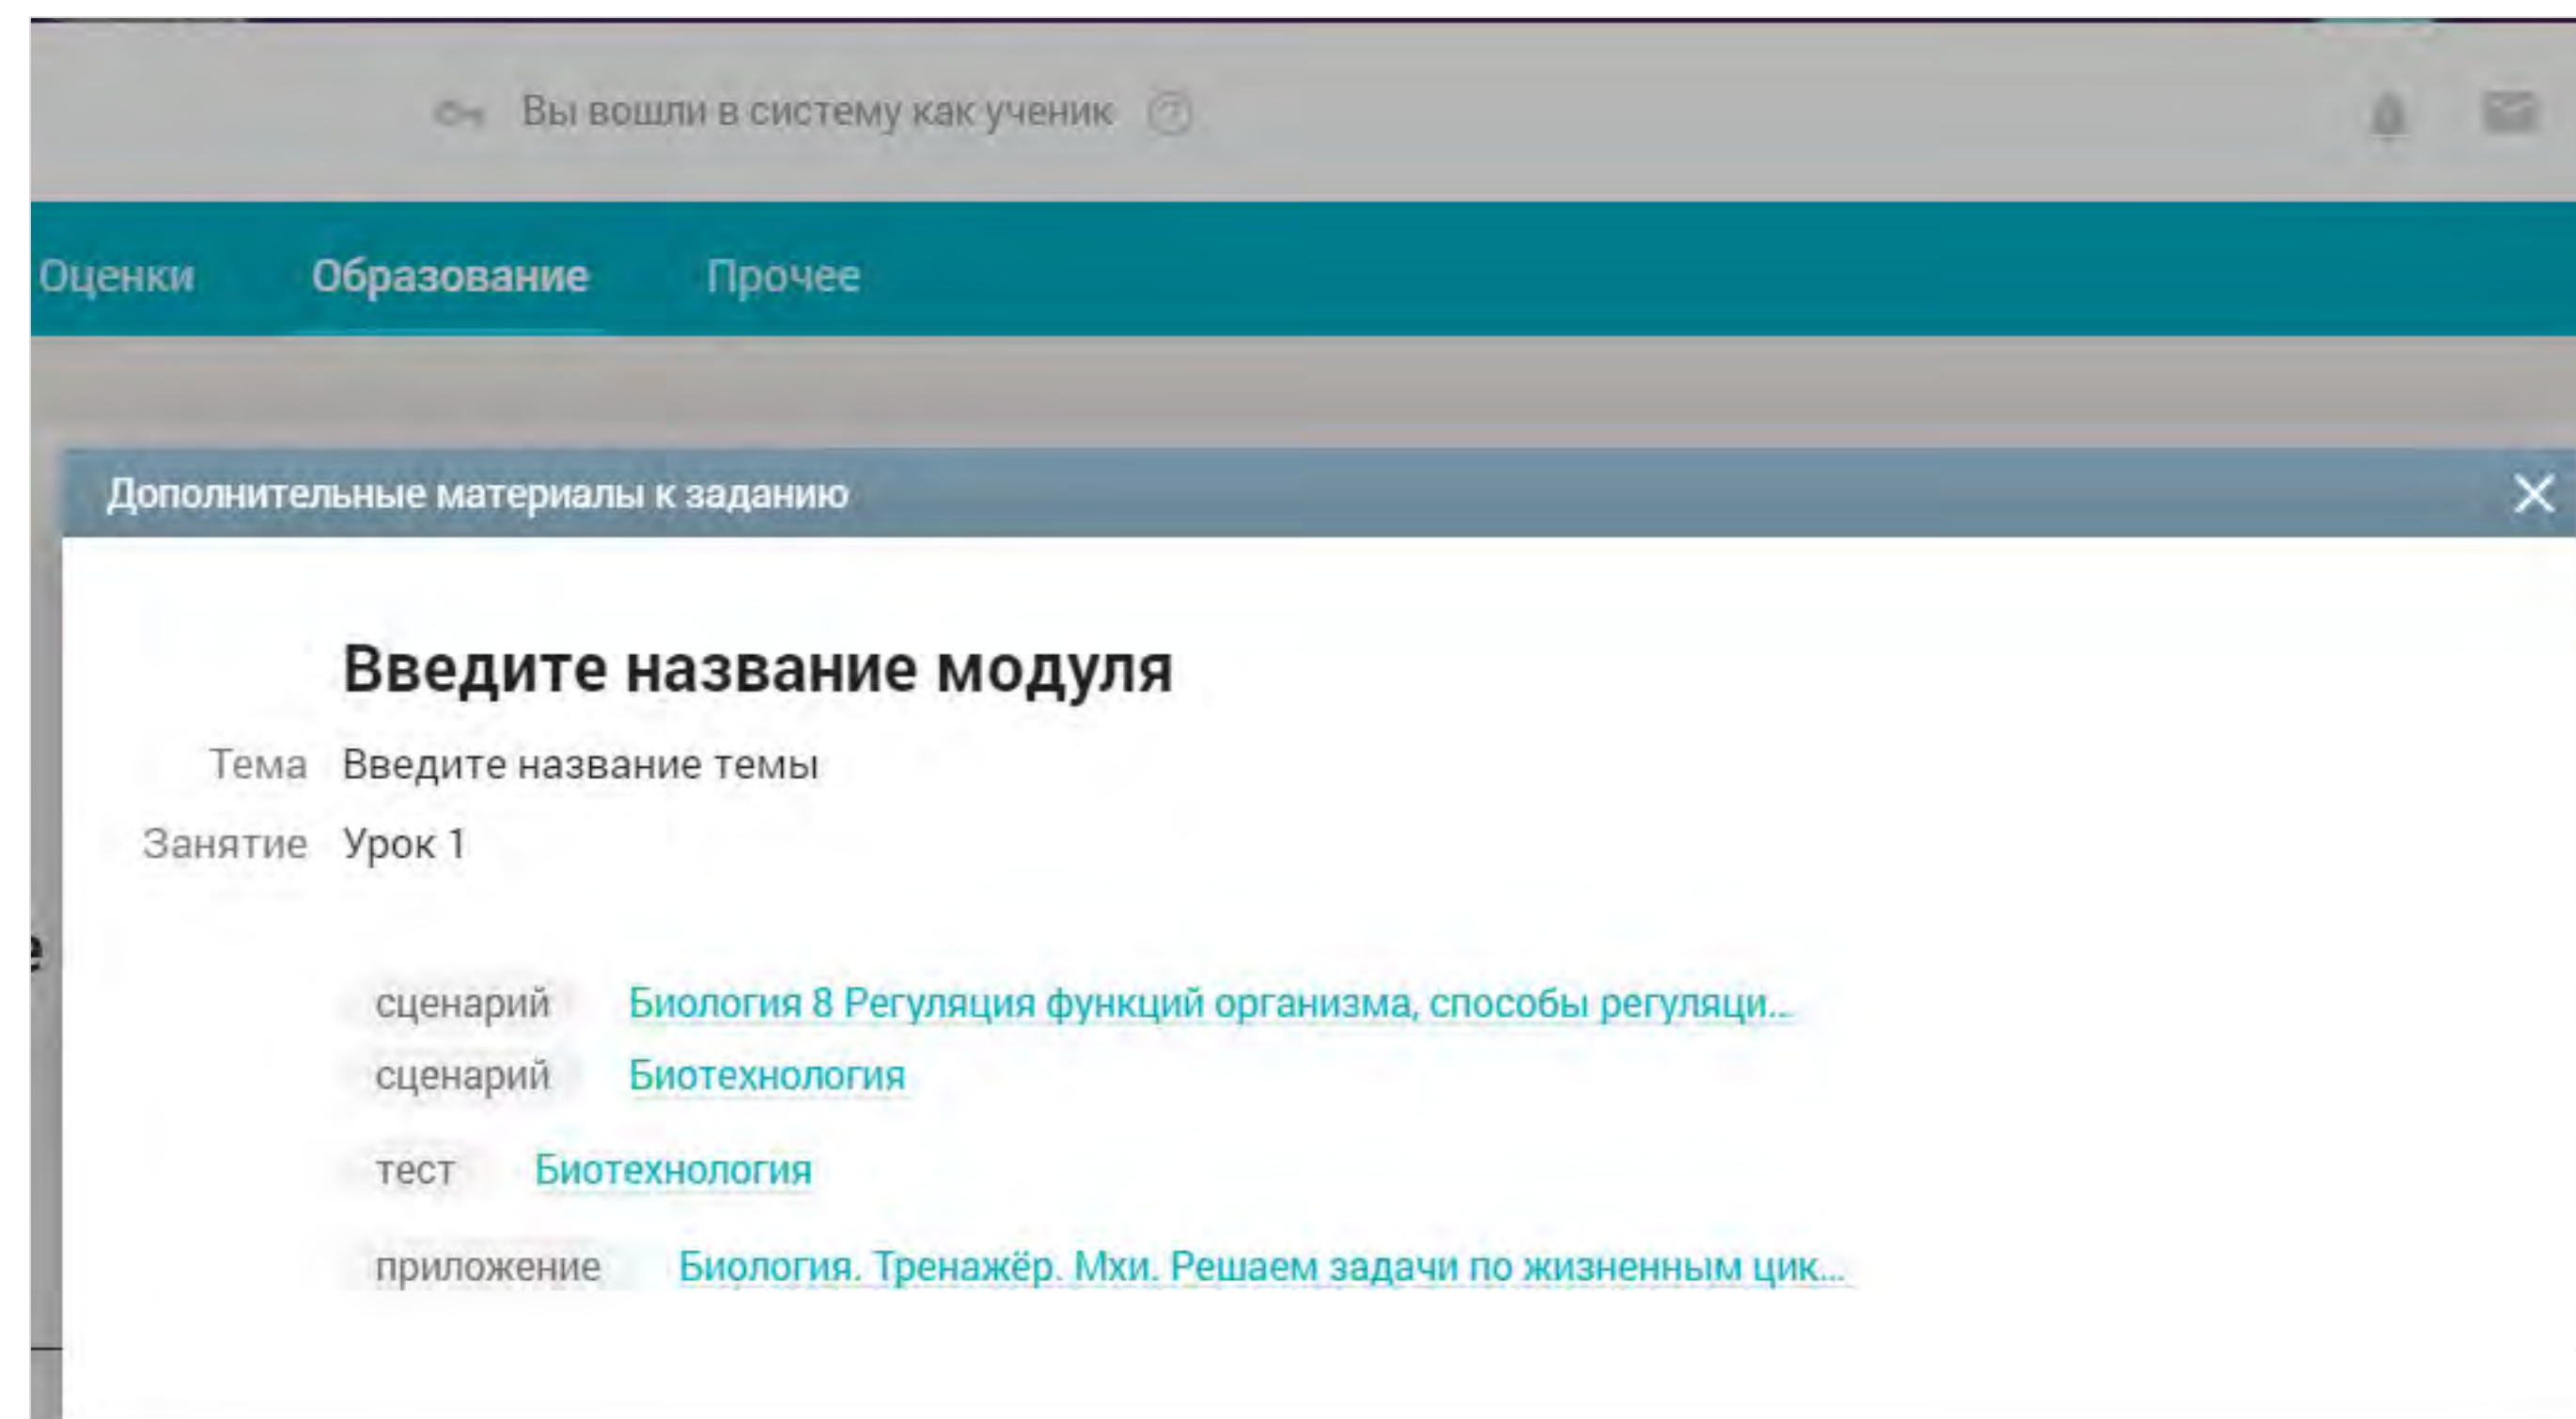 Вы вошли в систему как ученик
Оценки Образование Прочее
Дополнительные материалы к заданию
Введите название модуля
Тема Введите название темы
Занятие Урок 1
сценарий Биология 8 Регуляция функций организма, способы регуляци...
сценарий Биотехнология
тест Биотехнология
приложение Биология. Тренажёр. Мхи. Решаем задачи по жизненным цик...